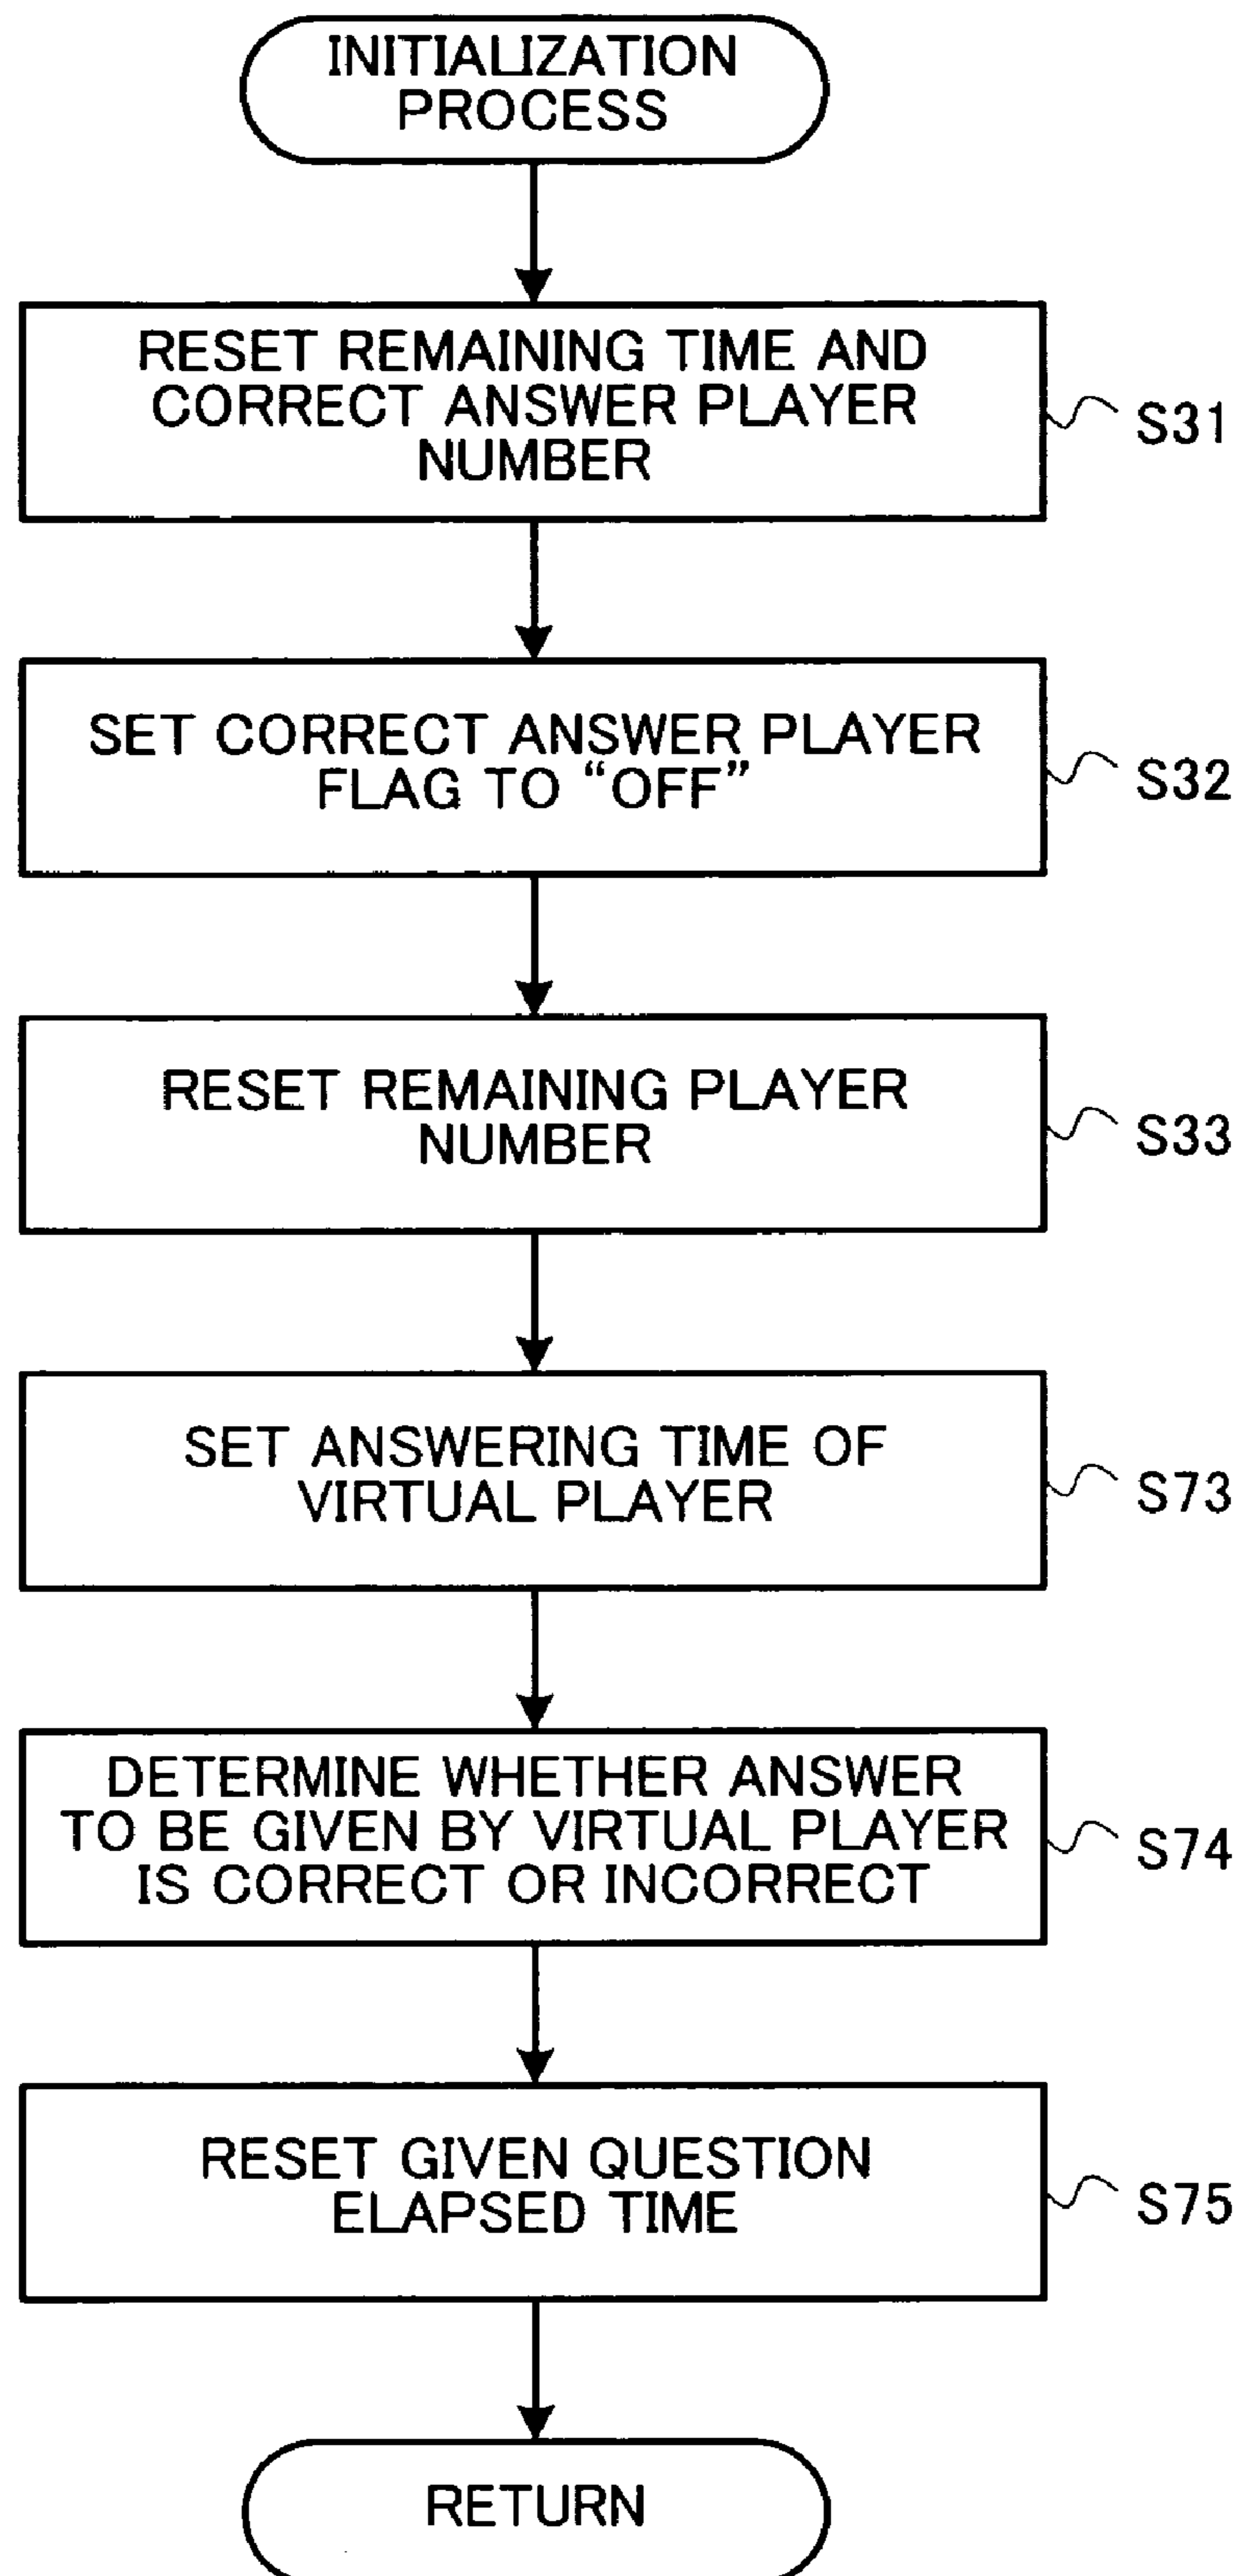 INITIALIZATION
PROCESS
RESET REMAINING TIME AND
CORRECT ANSWER PLAYER
NUMBER
S31
SET CORRECT ANSWER PLAYER
FLAG TO “OFF”
S32
RESET REMAINING PLAYER
NUMBER
S33
SET ANSWERING TIME OF
VIRTUAL PLAYER
S73
DETERMINE WHETHER ANSWER
TO BE GIVEN BY VIRTUAL PLAYER
IS CORRECT OR INCORRECT
S74
RESET GIVEN QUESTION
ELAPSED TIME
S75
RETURN